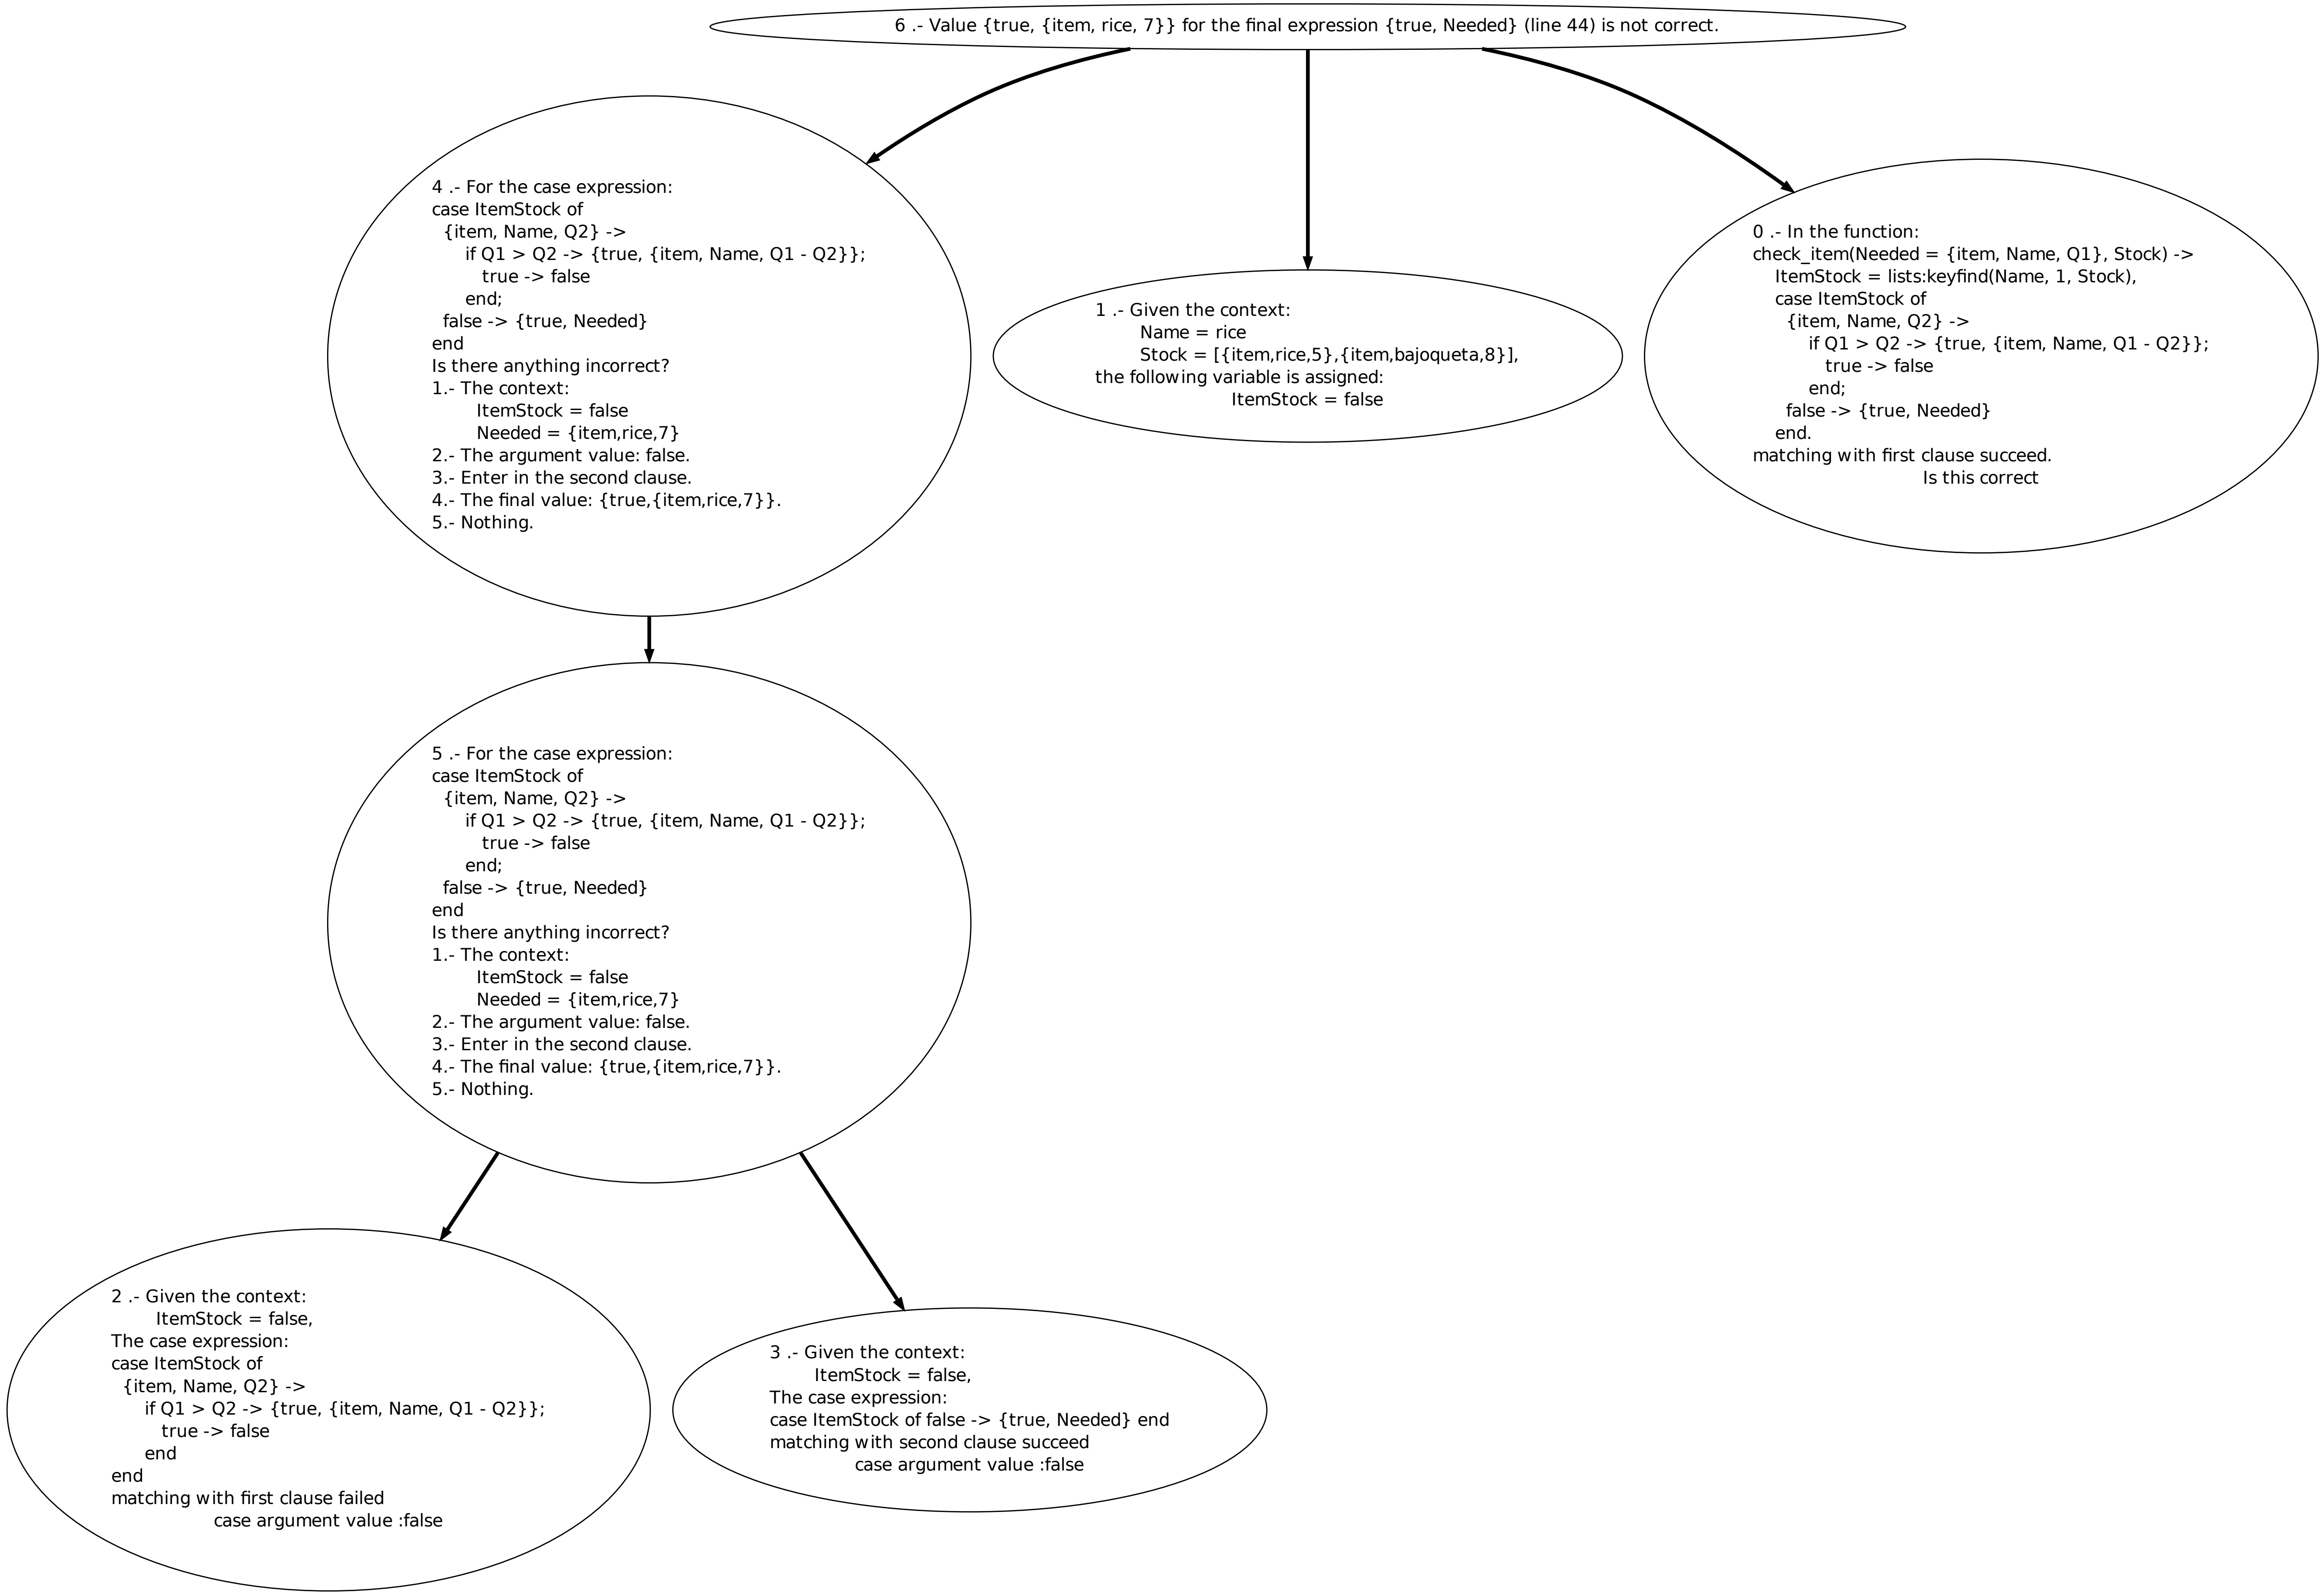 6 .- Value {true, {item, rice, 7}} for the final expression {true, Needed} (line 44) is not correct.
4 .- For the case expression:
case ItemStock of
{item, Name, Q2} ->
if Q1 > Q2 -> {true, {item, Name, Q1 - Q2}};
true -> false
end;
false -> {true, Needed}
end
Is there anything incorrect?
1.- The context:
ItemStock = false
Needed = {item,rice,7}
2.- The argument value: false.
3.- Enter in the second clause.
4.- The final value: {true,{item,rice,7}}.
5.- Nothing.
1 .- Given the context:
Name = rice
Stock = [{item,rice,5},{item,bajoqueta,8}],
the following variable is assigned:
ItemStock = false
0 .- In the function:
check_item(Needed = {item, Name, Q1}, Stock) ->
ItemStock = lists:keyfind(Name, 1, Stock),
case ItemStock of
{item, Name, Q2} ->
if Q1 > Q2 -> {true, {item, Name, Q1 - Q2}};
true -> false
end;
false -> {true, Needed}
end.
matching with first clause succeed.
Is this correct
5 .- For the case expression:
case ItemStock of
{item, Name, Q2} ->
if Q1 > Q2 -> {true, {item, Name, Q1 - Q2}};
true -> false
end;
false -> {true, Needed}
end
Is there anything incorrect?
1.- The context:
ItemStock = false
Needed = {item,rice,7}
2.- The argument value: false.
3.- Enter in the second clause.
4.- The final value: {true,{item,rice,7}}.
5.- Nothing.
2 .- Given the context:
ItemStock = false,
The case expression:
case ItemStock of
{item, Name, Q2} ->
if Q1 > Q2 -> {true, {item, Name, Q1 - Q2}};
true -> false
end
end
matching with first clause failed
case argument value :false
3 .- Given the context:
ItemStock = false,
The case expression:
case ItemStock of false -> {true, Needed} end
matching with second clause succeed
case argument value :false